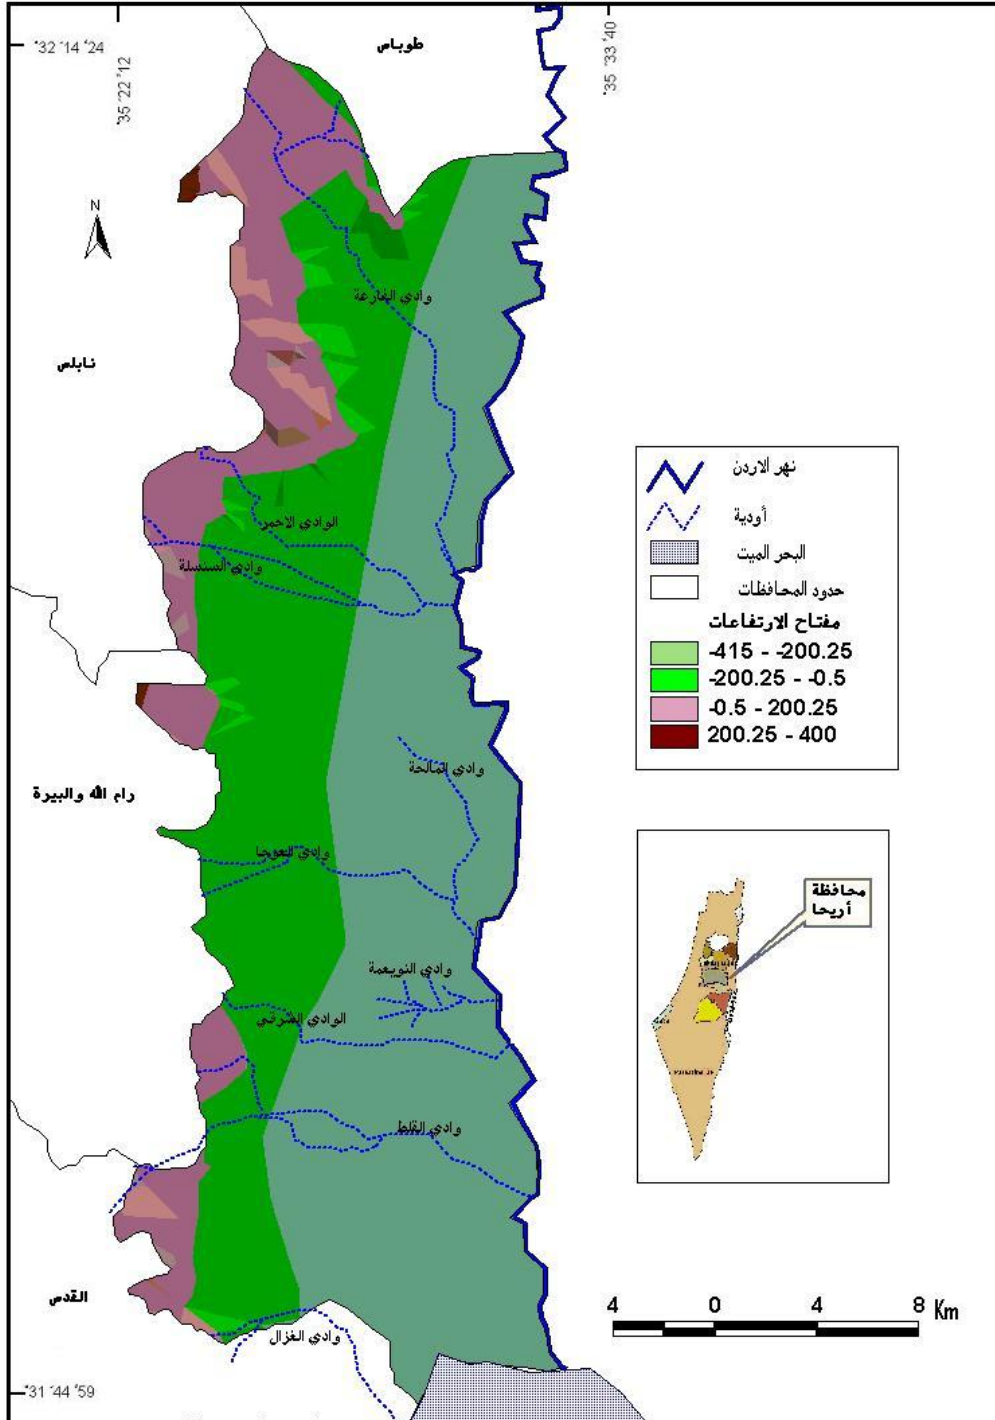 طوباس
°32 ´14 ´24
°35 ´22 ´12
°35 ´33 ´40
N
وادي الفارعة
نابلس
الوادي الاحمر
وادي السنسلة
وادي المالحة
رام الله والبيرة
وادي العوجا
وادي النويعمة
الوادي الشرقي
وادي القلط
القدس
وادي الغزال
°31 ´44 ´59
نهر الاردن
أودية
البحر الميت
حدود المحافظات
مفتاح الارتفاعات
-415 - -200.25
-200.25 - -0.5
-0.5 - 200.25
200.25 - 400
محافظة
أريحا
4 0 4 8 Km